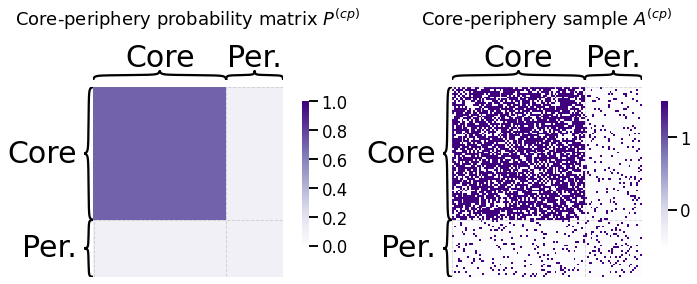 Core-periphery probability matrix $P^{(cp)}$
Core-periphery sample $A^{(cp)}$
Core Per.
Core Per.
Core
Per.
1.0
0.8
0.6
0.4
0.2
0.0
Core
Per.
1
0